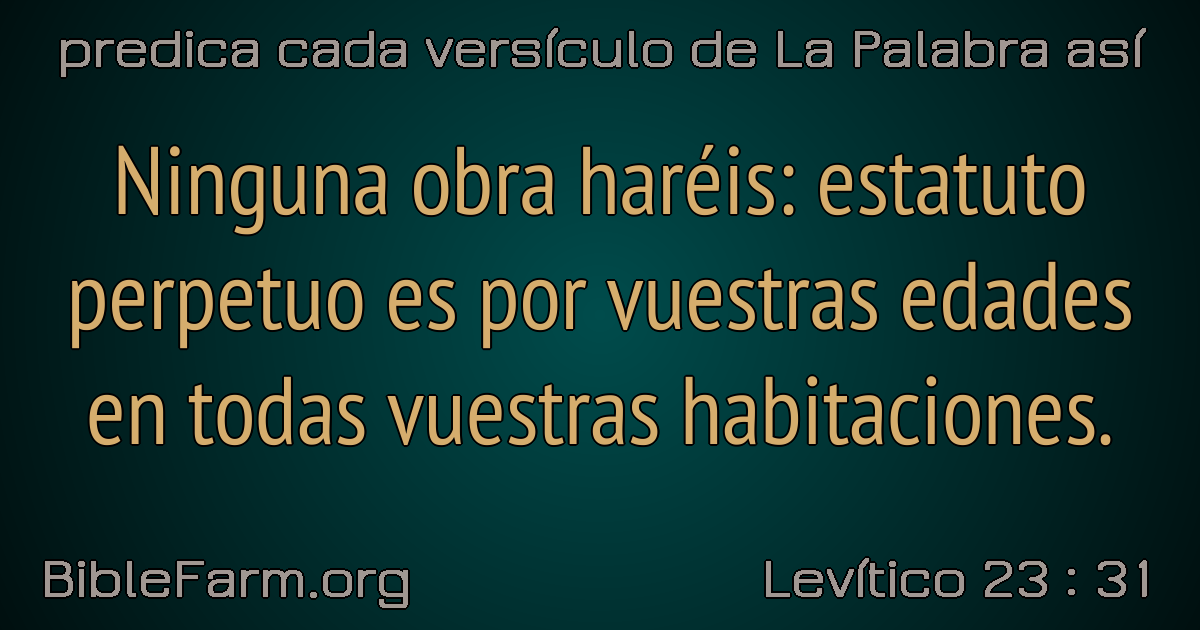 predica cada versículo de La Palabra así
Ninguna obra haréis: estatuto
perpetuo es por vuestras edades
en todas vuestras habitaciones.
BibleFarm.org
Levítico 23 : 31